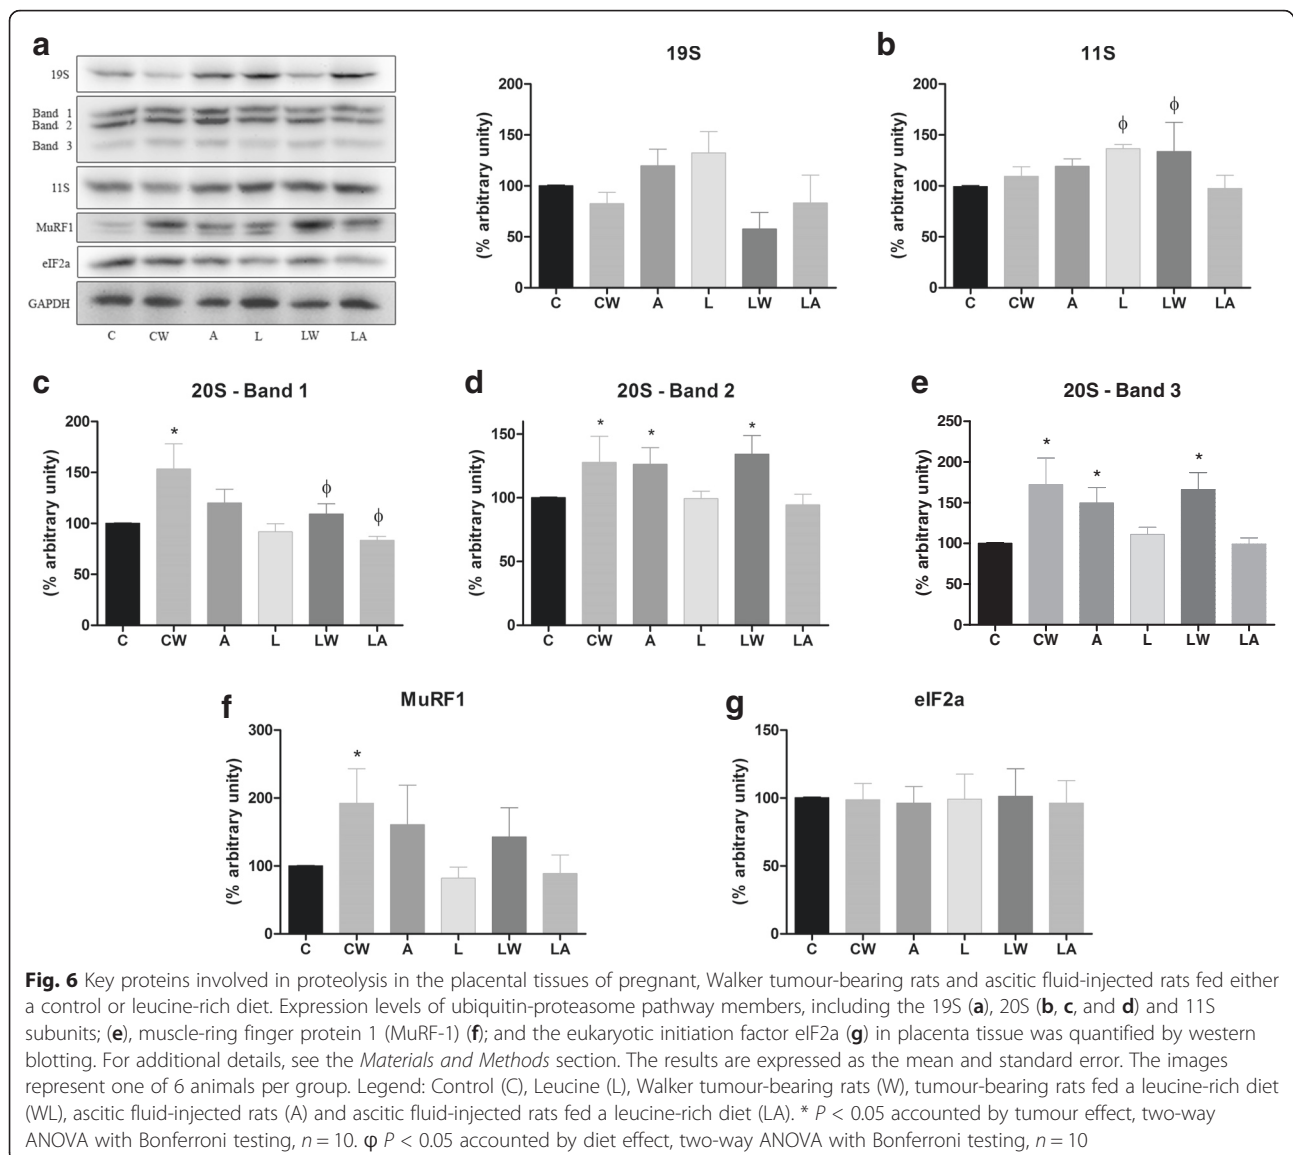 a
19S
Band 1
Band 2
Band 3
11S
MuRF1
eIF2a
GAPDH
C CW A L LW LA
19S
(% arbitrary unity)
200
150
100
50
0
C CW A L LW LA
b
11S
(% arbitrary unity)
200
150
100
50
0
ϕ ϕ
C CW A L LW LA
c
20S - Band 1
(% arbitrary unity)
200
150
100
50
0
* ϕ ϕ
C CW A L LW LA
d
20S - Band 2
(% arbitrary unity)
150
100
50
0
* * *
C CW A L LW LA
e
20S - Band 3
(% arbitrary unity)
250
200
150
100
50
0
* * *
C CW A L LW LA
f
MuRF1
(% arbitrary unity)
300
200
100
0
*
C CW A L LW LA
g
eIF2a
(% arbitrary unity)
150
100
50
0
C CW A L LW LA
Fig. 6 Key proteins involved in proteolysis in the placental tissues of pregnant, Walker tumour-bearing rats and ascitic fluid-injected rats fed either
a control or leucine-rich diet. Expression levels of ubiquitin-proteasome pathway members, including the 19S (a), 20S (b, c, and d) and 11S
subunits; (e), muscle-ring finger protein 1 (MuRF-1) (f); and the eukaryotic initiation factor eIF2a (g) in placenta tissue was quantified by western
blotting. For additional details, see the Materials and Methods section. The results are expressed as the mean and standard error. The images
represent one of 6 animals per group. Legend: Control (C), Leucine (L), Walker tumour-bearing rats (W), tumour-bearing rats fed a leucine-rich diet
(WL), ascitic fluid-injected rats (A) and ascitic fluid-injected rats fed a leucine-rich diet (LA). * P < 0.05 accounted by tumour effect, two-way
ANOVA with Bonferroni testing, n = 10. φ P < 0.05 accounted by diet effect, two-way ANOVA with Bonferroni testing, n = 10